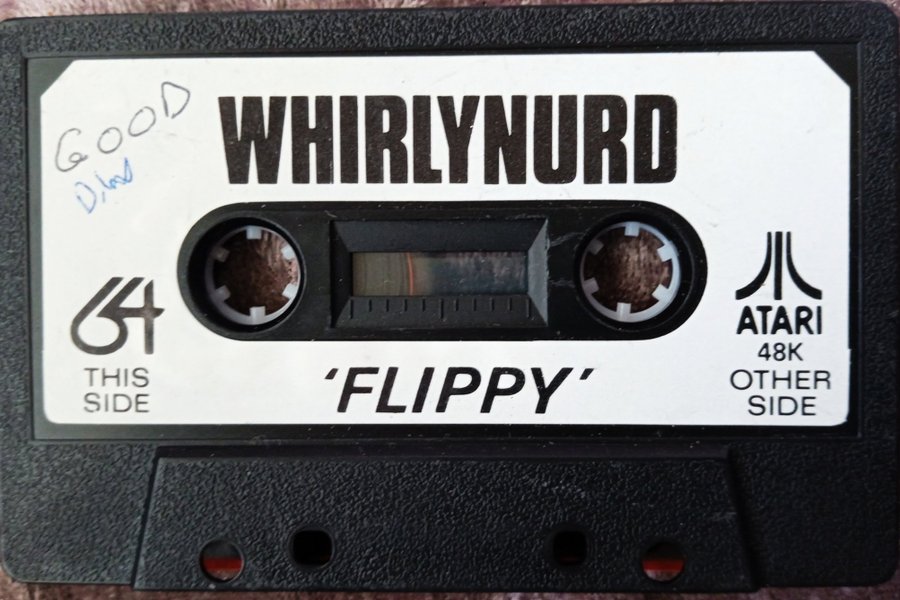 GOOD
WHIRLYNURD
64
THIS
SIDE
'FLIPPY'
ATARI
48K
OTHER
SIDE